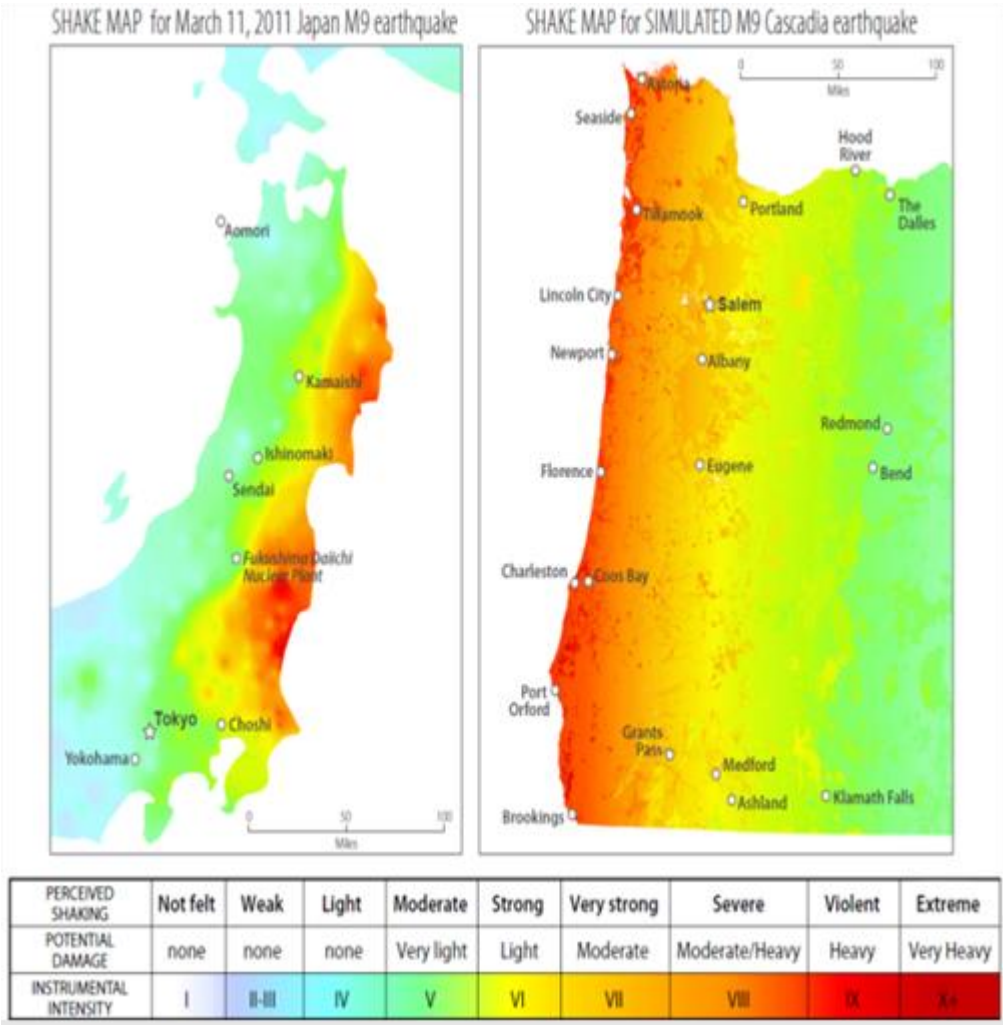 SHAKE MAP for March 11, 2011 Japan M9 earthquake
Aomori
Kamaishi
Ishinomaki
Sendai
Fukushima Daiichi
Nuclear Plant
Tokyo
Choshi
Yokohama
0 50 100
Miles
SHAKE MAP for SIMULATED M9 Cascadia earthquake
0 50 100
Miles
Astoria
Seaside
Hood
River
Tillamook
Portland
The
Dalles
Lincoln City
Salem
Newport
Albany
Redmond
Florence
Eugene
Bend
Charleston
Coos Bay
Port
Orford
Grants
Pass
Medford
Ashland
Klamath Falls
Brookings
PERCEIVED
SHAKING
Not felt Weak Light Moderate Strong Very strong Severe Violent Extreme
POTENTIAL
DAMAGE
none none none Very light Light Moderate Moderate/Heavy Heavy Very Heavy
INSTRUMENTAL
INTENSITY
I II-III IV V VI VII VIII IX X+